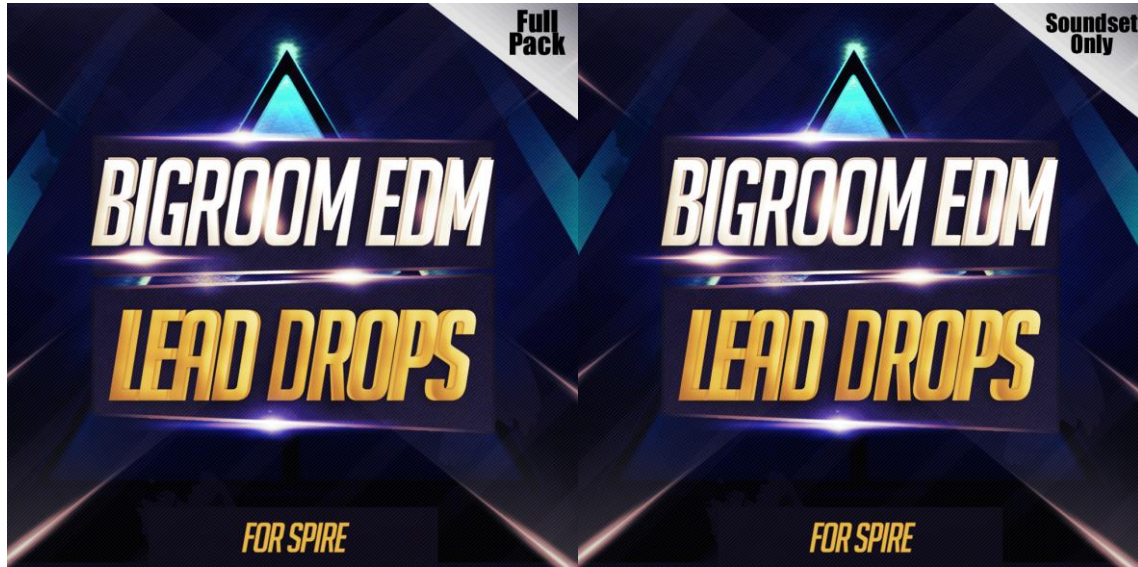 Full
Pack
BIGROOM EDM
LEAD DROPS
FOR SPIRE
Soundset
Only
BIGROOM EDM
LEAD DROPS
FOR SPIRE